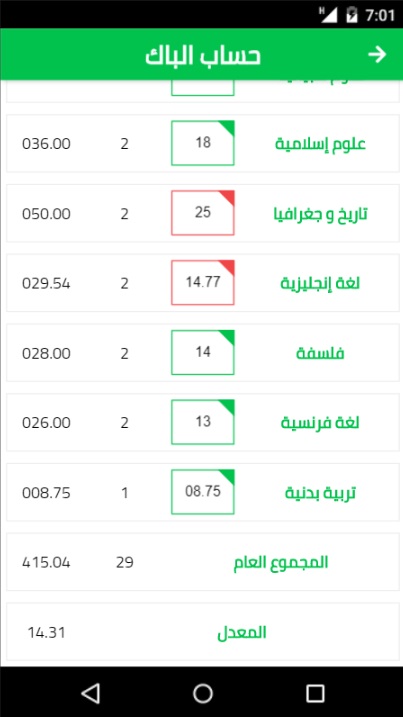 H 7:01
حساب الباك
علوم إسلامية 18 2 036.00
تاريخ و جغرافيا 25 2 050.00
لغة إنجليزية 14.77 2 029.54
فلسفة 14 2 028.00
لغة فرنسية 13 2 026.00
تربية بدنية 08.75 1 008.75
المجموع العام 29 415.04
المعدل 14.31